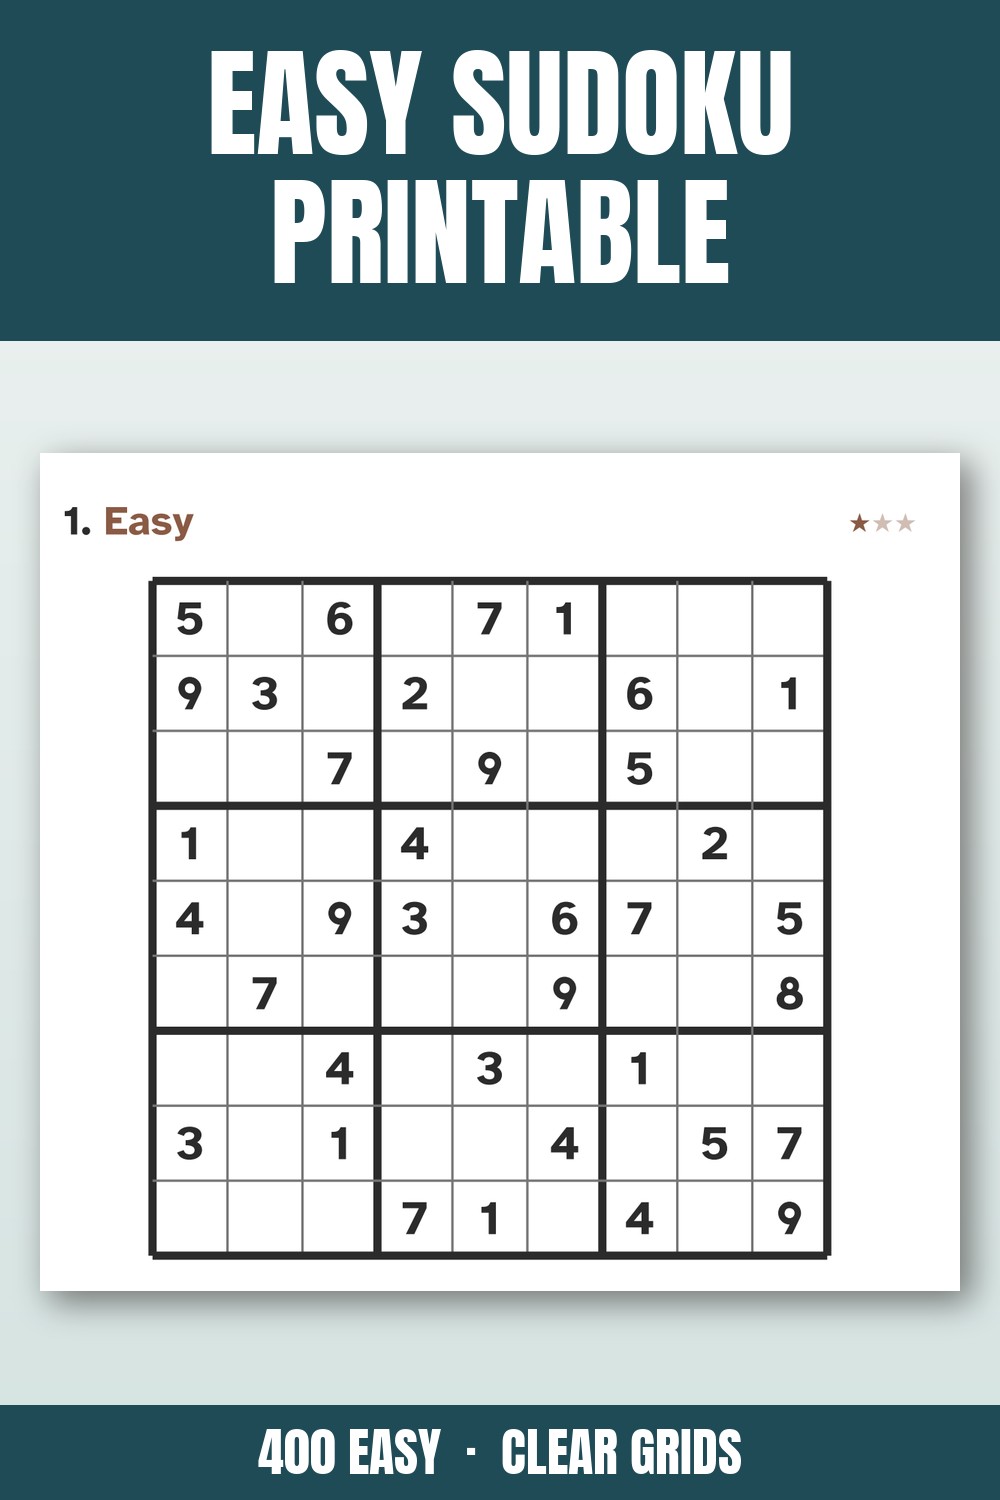 EASY SUDOKU
PRINTABLE
1. Easy ★★★
5 6 7 1
9 3 2 6 1
7 9 5
1 4 2
4 9 3 6 7 5
7 9 8
4 3 1
3 1 4 5 7
7 1 4 9
400 EASY · CLEAR GRIDS